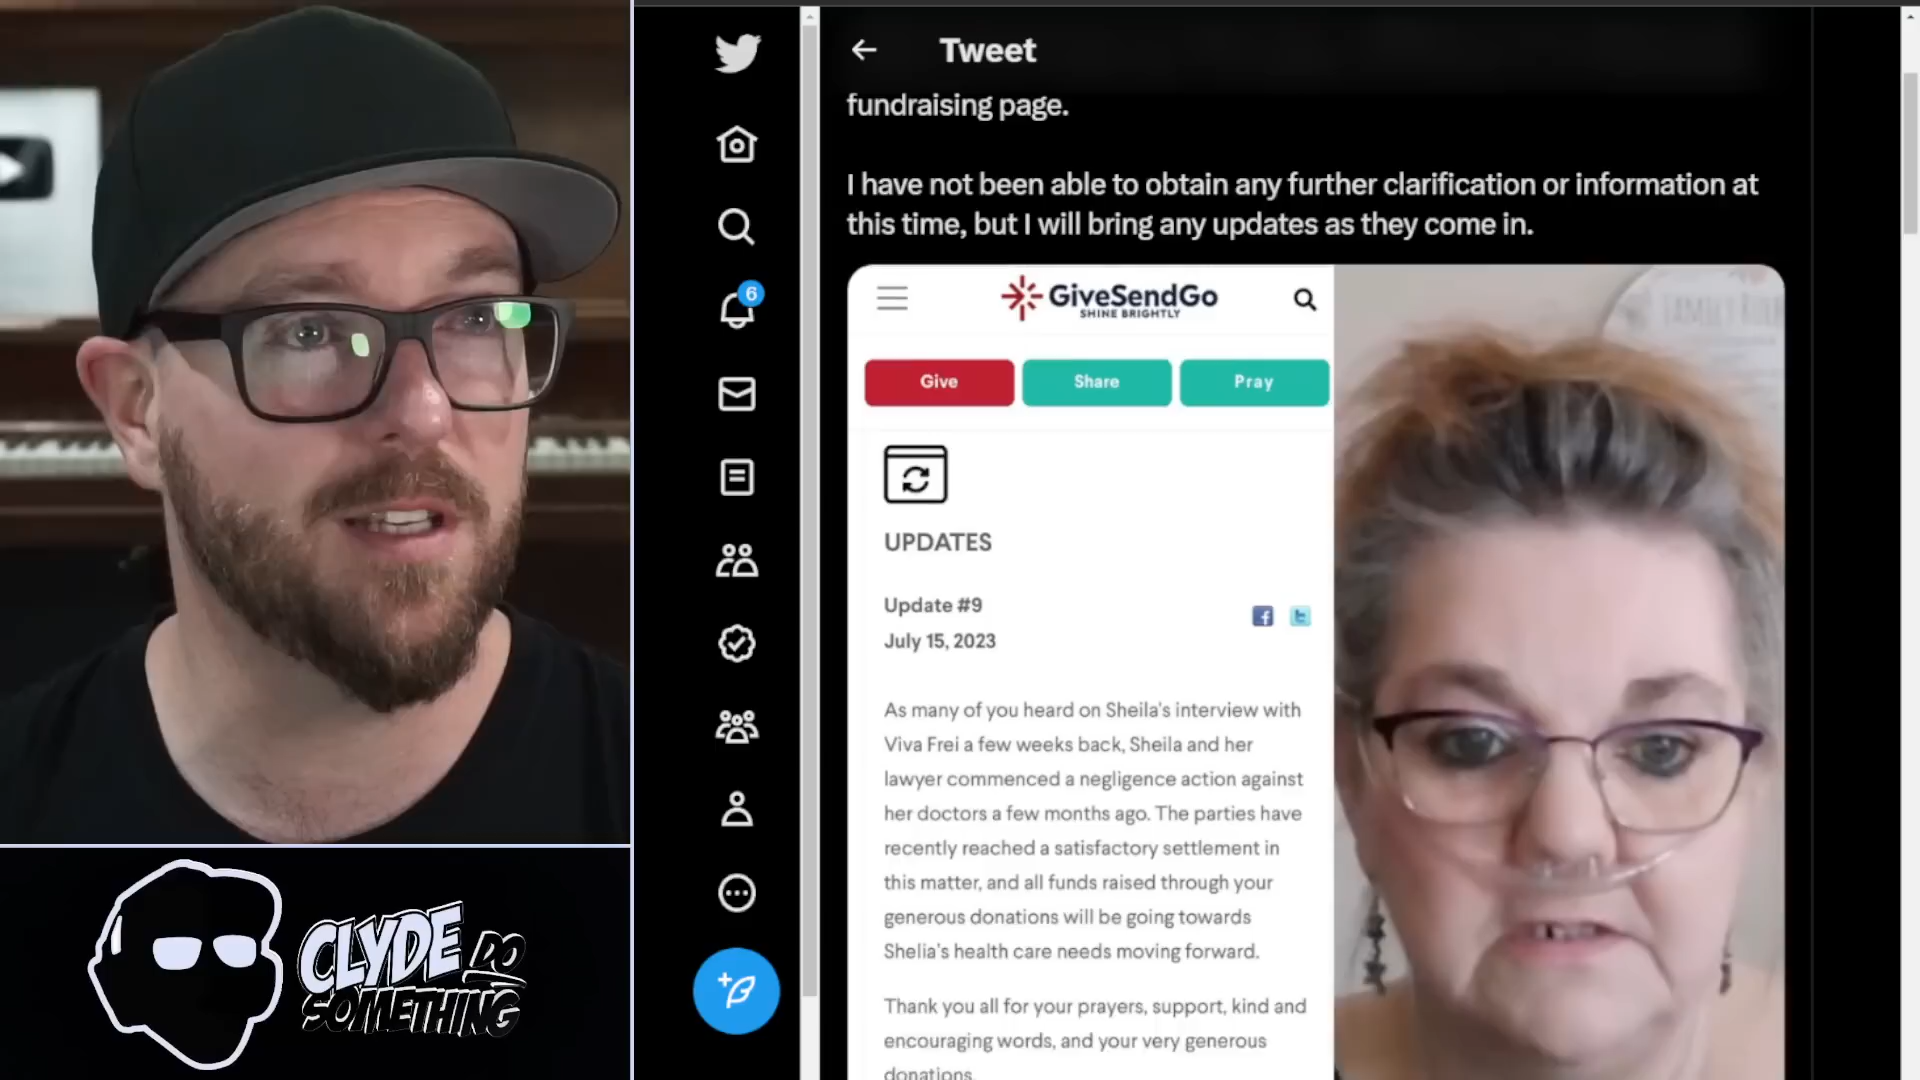 Tweet
fundraising page.
I have not been able to obtain any further clarification or information at
this time, but I will bring any updates as they come in.
6
GiveSendGo
SHINE BRIGHTLY
Give
Share
Pray
UPDATES
Update #9
July 15, 2023
As many of you heard on Sheila's interview with
Viva Frei a few weeks back, Sheila and her
lawyer commenced a negligence action against
her doctors a few months ago. The parties have
recently reached a satisfactory settlement in
this matter, and all funds raised through your
generous donations will be going towards
Shelia's health care needs moving forward.
Thank you all for your prayers, support, kind and
encouraging words, and your very generous
donations.
CLYDE DO
SOMETHING